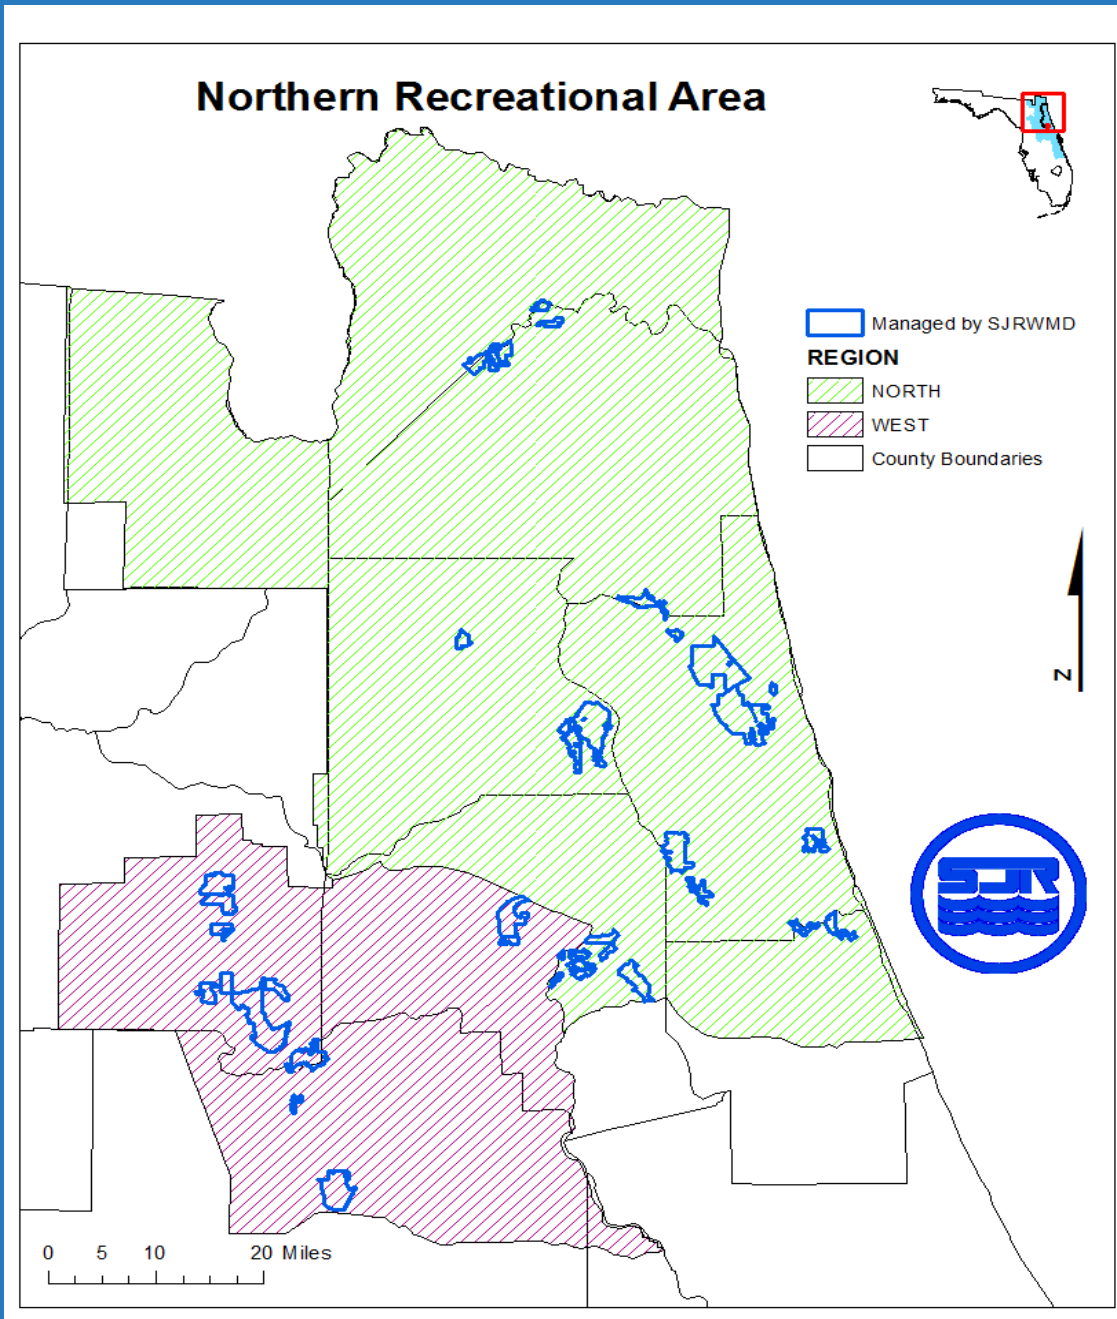 Northern Recreational Area
Managed by SJRWMD
REGION
NORTH
WEST
County Boundaries
N
SJR
0 5 10 20 Miles